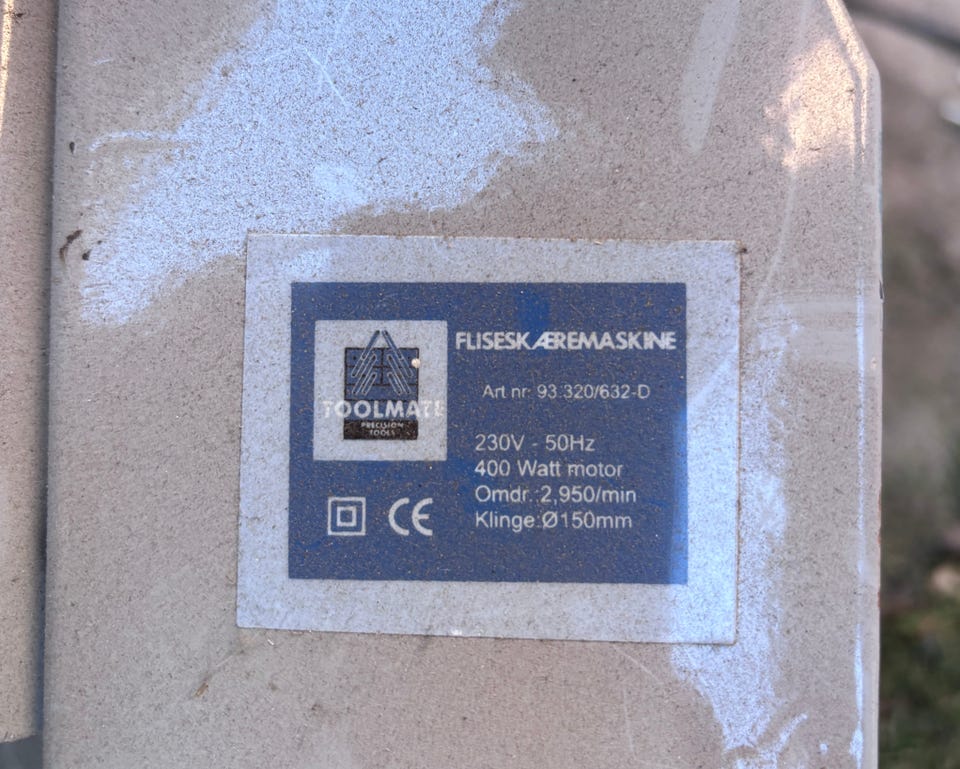 FLISESKÆREMASKINE
Art nr: 93.320/632-D
TOOLMATE
PRECISION
TOOLS
230V - 50Hz
400 Watt motor
Omdr.:2,950/min
Klinge:Ø150mm
CE